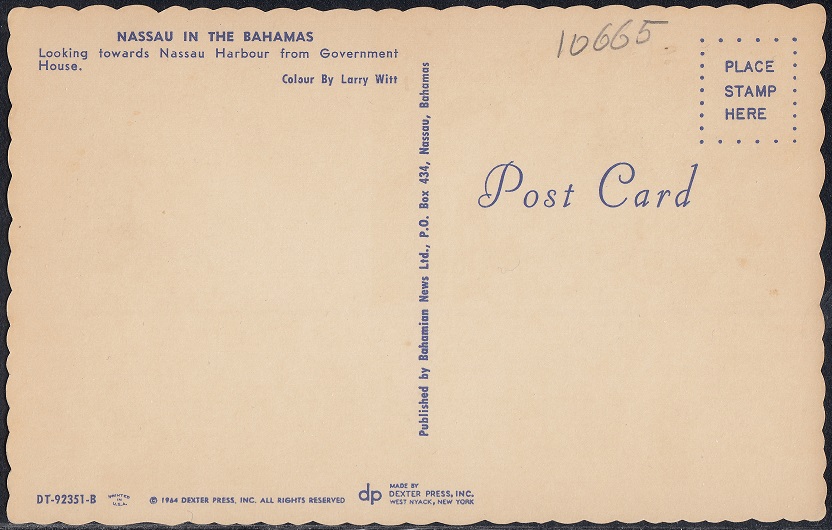 NASSAU IN THE BAHAMAS
Looking towards Nassau Harbour from Government
House.
Colour By Larry Witt
Published by Bahamian News Ltd., P.O. Box 434, Nassau, Bahamas
10665
PLACE
STAMP
HERE
Post Card
DT-92351-B
PRINTED
IN
U.S.A.
© 1964 DEXTER PRESS, INC. ALL RIGHTS RESERVED
dp
MADE BY
DEXTER PRESS, INC.
WEST NYACK, NEW YORK